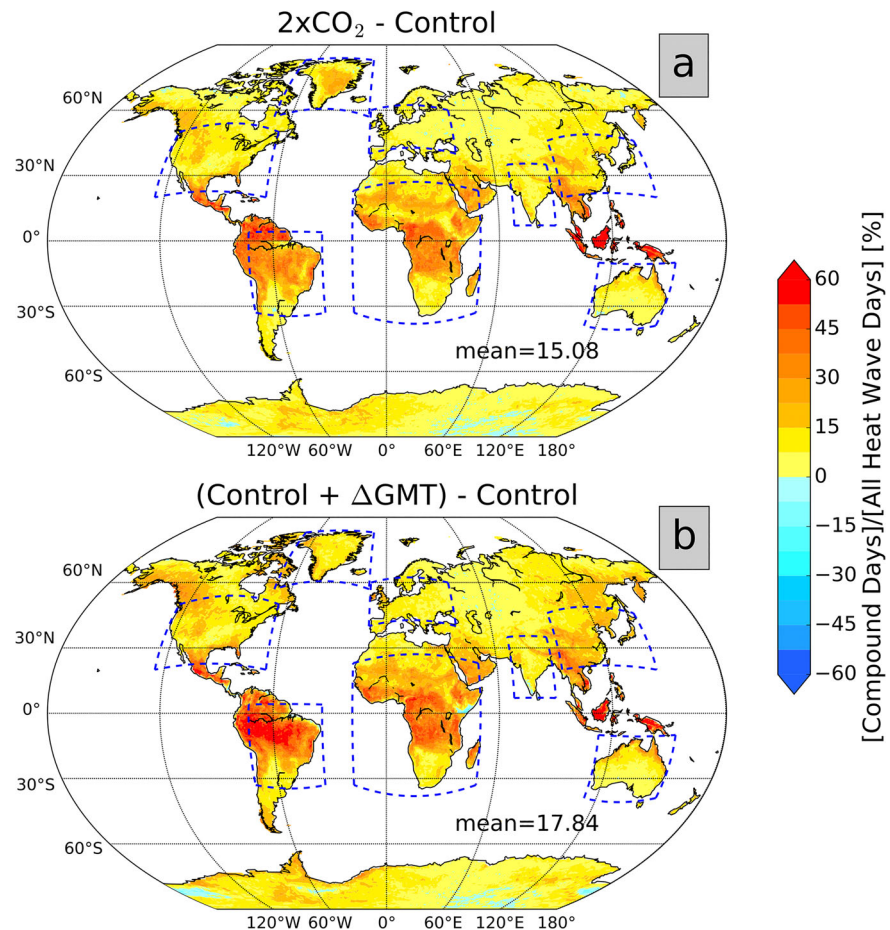 2xCO₂ - Control
a
60°N
30°N
0°
30°S
60°S
mean=15.08
120°W 60°W 0° 60°E 120°E 180°
(Control + ΔGMT) - Control
b
60°N
30°N
0°
30°S
60°S
mean=17.84
120°W 60°W 0° 60°E 120°E 180°
60
45
30
15
0
−15
−30
−45
−60
[Compound Days]/[All Heat Wave Days] [%]